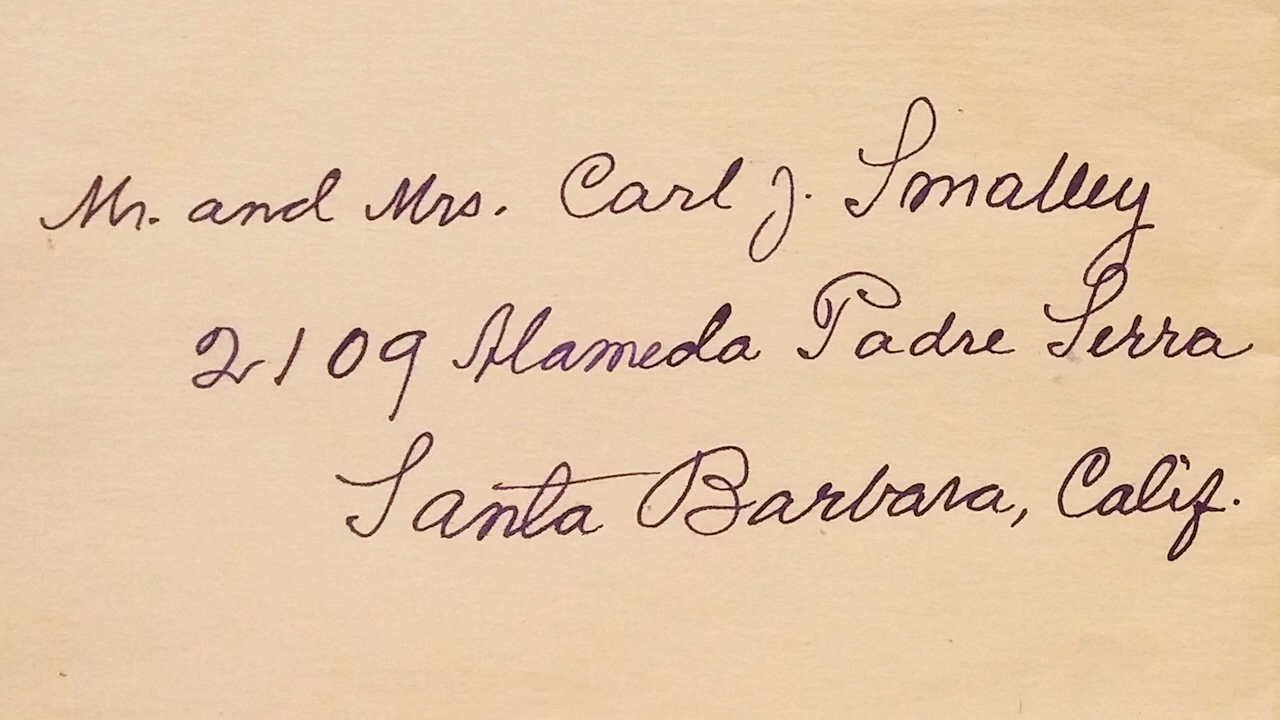 Mr. and Mrs. Carl J. Smalley
2109 Alameda Padre Serra
Santa Barbara, Calif.